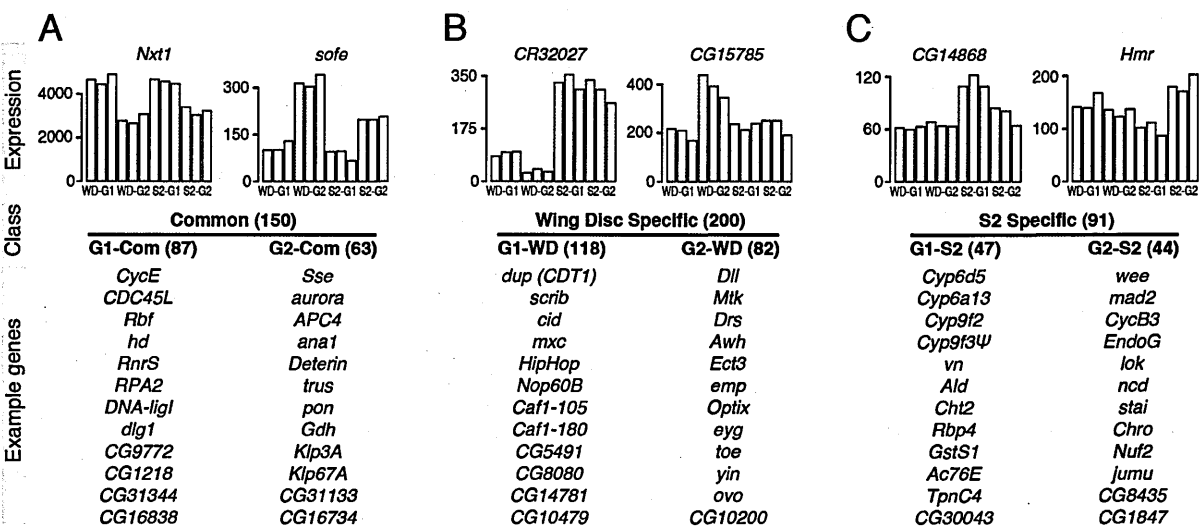 A B C
Nxt1 sofe CR32027 CG15785 CG14868 Hmr
Expression
4000
2000
0
300
150
0
350
175
0
400
200
0
120
60
0
200
100
0
WD-G1 WD-G2 S2-G1 S2-G2 WD-G1 WD-G2 S2-G1 S2-G2 WD-G1 WD-G2 S2-G1 S2-G2 WD-G1 WD-G2 S2-G1 S2-G2 WD-G1 WD-G2 S2-G1 S2-G2 WD-G1 WD-G2 S2-G1 S2-G2
Class
Common (150) Wing Disc Specific (200) S2 Specific (91)
G1-Com (87) G2-Com (63) G1-WD (118) G2-WD (82) G1-S2 (47) G2-S2 (44)
Example genes
CycE Sse dup (CDT1) Dll Cyp6d5 wee
CDC45L aurora scrib Mtk Cyp6a13 mad2
Rbf APC4 cid Drs Cyp9f2 CycB3
hd ana1 mxc Awh Cyp9f3Ψ EndoG
RnrS Deterin HipHop Ect3 vn lok
RPA2 trus Nop60B emp Ald ncd
DNA-ligI pon Caf1-105 Optix Cht2 stai
dlg1 Gdh Caf1-180 eyg Rbp4 Chro
CG9772 Klp3A CG5491 toe GstS1 Nuf2
CG1218 Klp67A CG8080 yin Ac76E jumu
CG31344 CG31133 CG14781 ovo TpnC4 CG8435
CG16838 CG16734 CG10479 CG10200 CG30043 CG1847